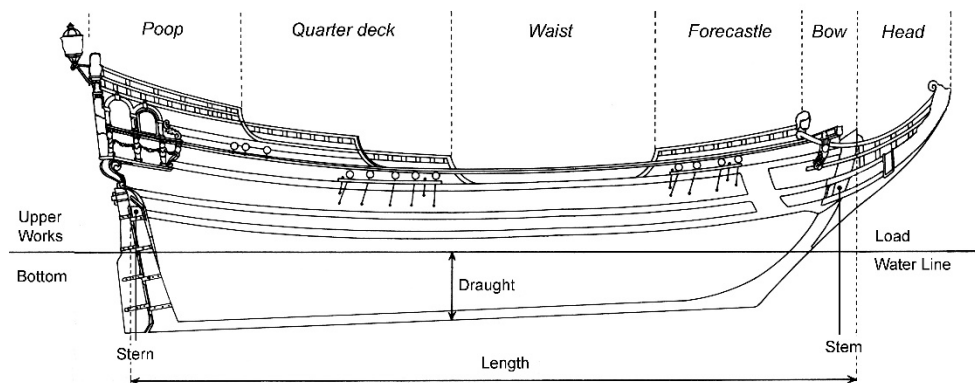 Poop
Quarter deck
Waist
Forecastle
Bow
Head
Upper
Works
Load
Bottom
Water Line
Draught
Stern
Stem
Length